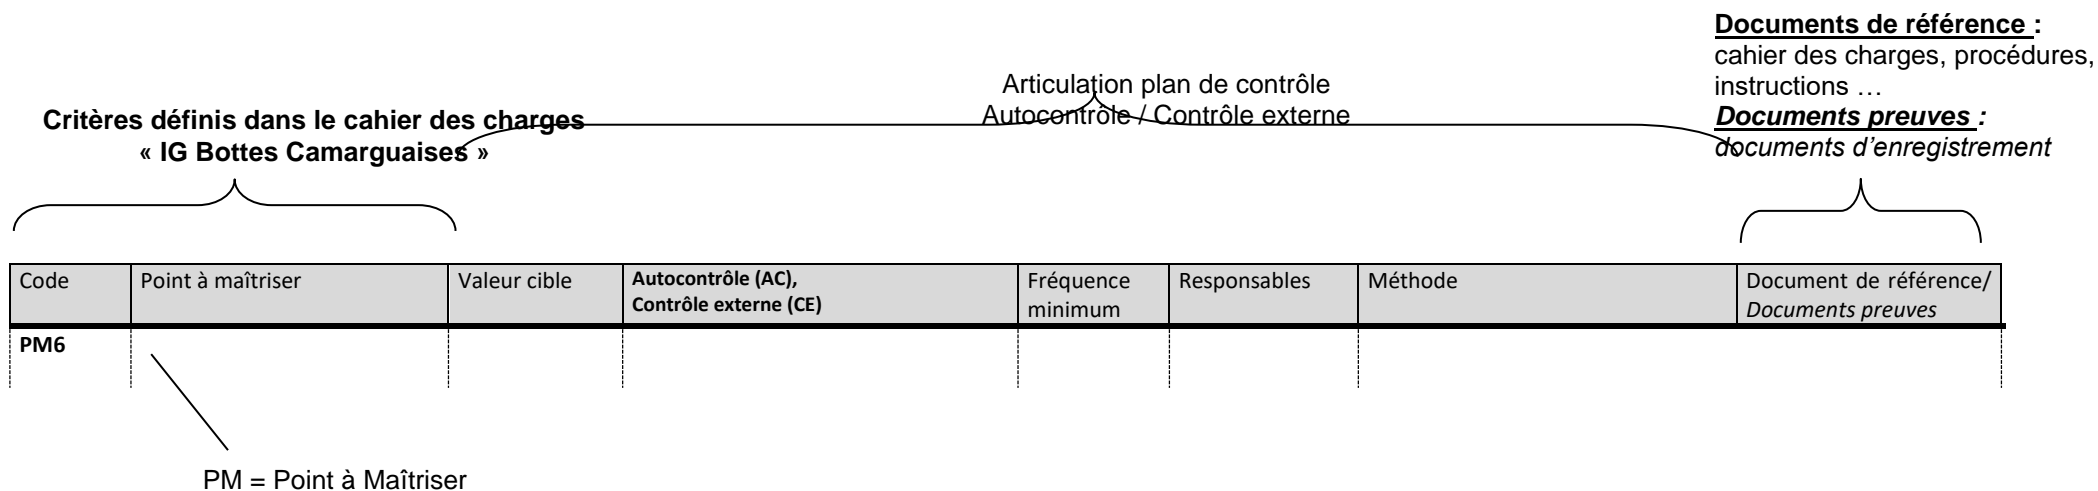 Documents de référence :
cahier des charges, procédures,
instructions …
Documents preuves :
documents d'enregistrement
Articulation plan de contrôle
Autocontrôle / Contrôle externe
Critères définis dans le cahier des charges
« IG Bottes Camarguaises »
Code
Point à maîtriser
Valeur cible
Autocontrôle (AC),
Contrôle externe (CE)
Fréquence
minimum
Responsables
Méthode
Document de référence/
Documents preuves
PM6
PM = Point à Maîtriser